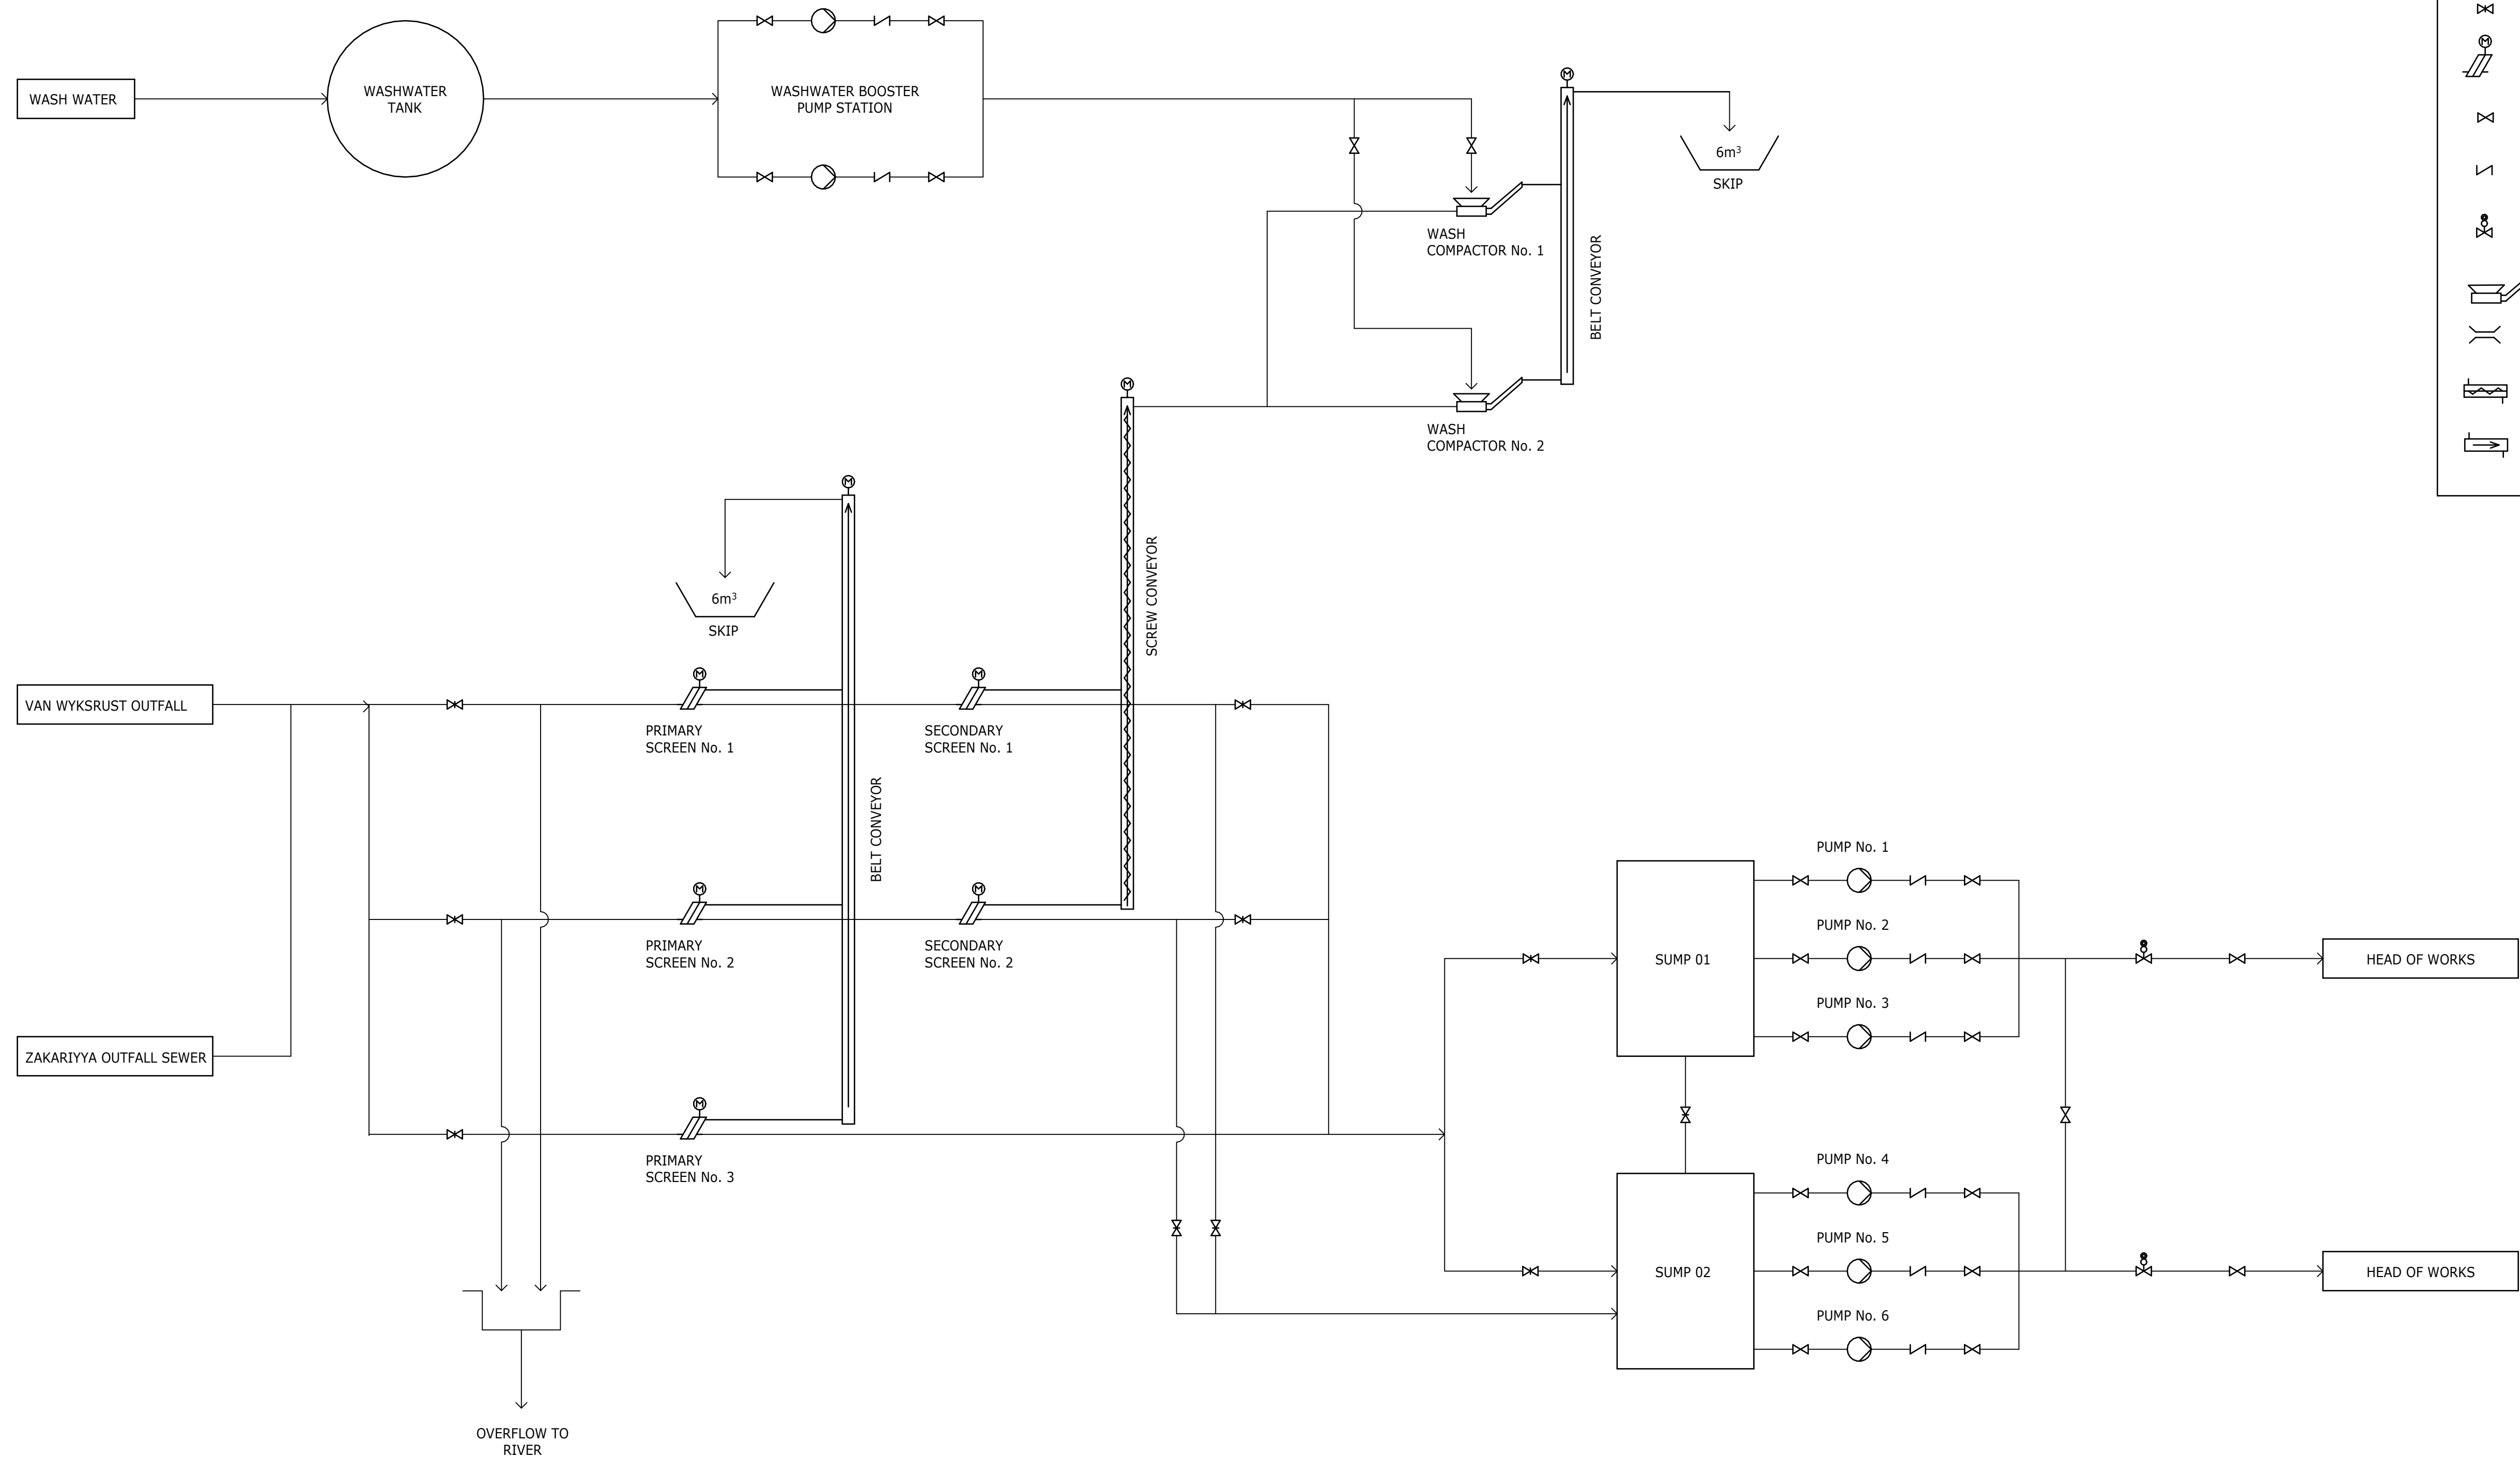 WASH WATER
WASHWATER
TANK
WASHWATER BOOSTER
PUMP STATION
M
6m³
SKIP
WASH
COMPACTOR No. 1
BELT CONVEYOR
WASH
COMPACTOR No. 2
M
M
M
SCREW CONVEYOR
6m³
SKIP
VAN WYKSRUST OUTFALL
M
PRIMARY
SCREEN No. 1
M
SECONDARY
SCREEN No. 1
BELT CONVEYOR
M
PRIMARY
SCREEN No. 2
M
SECONDARY
SCREEN No. 2
ZAKARIYYA OUTFALL SEWER
M
PRIMARY
SCREEN No. 3
PUMP No. 1
PUMP No. 2
SUMP 01
PUMP No. 3
HEAD OF WORKS
PUMP No. 4
PUMP No. 5
SUMP 02
PUMP No. 6
HEAD OF WORKS
OVERFLOW TO
RIVER